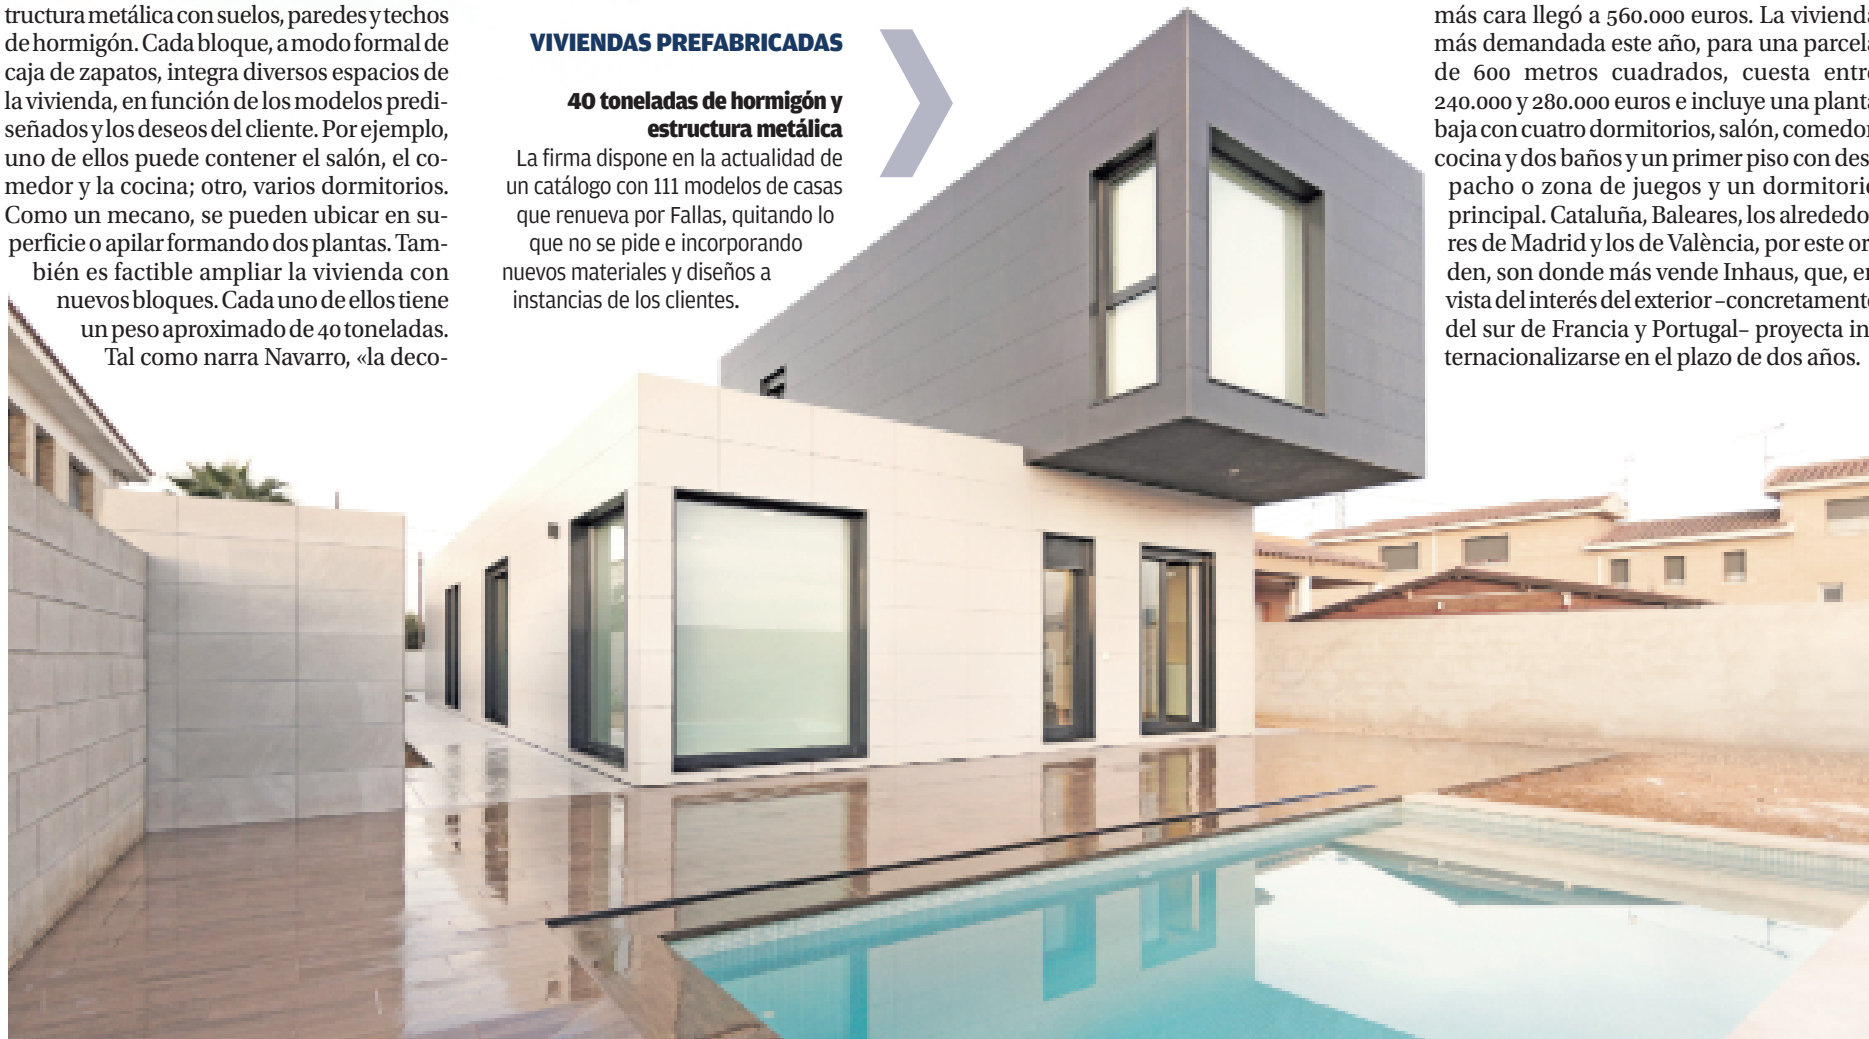 tructura metálica con suelos, paredes y techos
de hormigón. Cada bloque, a modo formal de
caja de zapatos, integra diversos espacios de
la vivienda, en función de los modelos predi-
señados y los deseos del cliente. Por ejemplo,
uno de ellos puede contener el salón, el co-
medor y la cocina; otro, varios dormitorios.
Como un mecano, se pueden ubicar en su-
perficie o apilar formando dos plantas. Tam-
bién es factible ampliar la vivienda con
nuevos bloques. Cada uno de ellos tiene
un peso aproximado de 40 toneladas.
Tal como narra Navarro, «la deco-
VIVIENDAS PREFABRICADAS
40 toneladas de hormigón y
estructura metálica
La firma dispone en la actualidad de
un catálogo con 111 modelos de casas
que renueva por Fallas, quitando lo
que no se pide e incorporando
nuevos materiales y diseños a
instancias de los clientes.
más cara llegó a 560.000 euros. La vivienda
más demandada este año, para una parcela
de 600 metros cuadrados, cuesta entre
240.000 y 280.000 euros e incluye una planta
baja con cuatro dormitorios, salón, comedor
cocina y dos baños y un primer piso con des
pacho o zona de juegos y un dormitorio
principal. Cataluña, Baleares, los alrededo
res de Madrid y los de València, por este or
den, son donde más vende Inhaus, que, en
vista del interés del exterior –concretamente
del sur de Francia y Portugal– proyecta in
ternacionalizarse en el plazo de dos años.